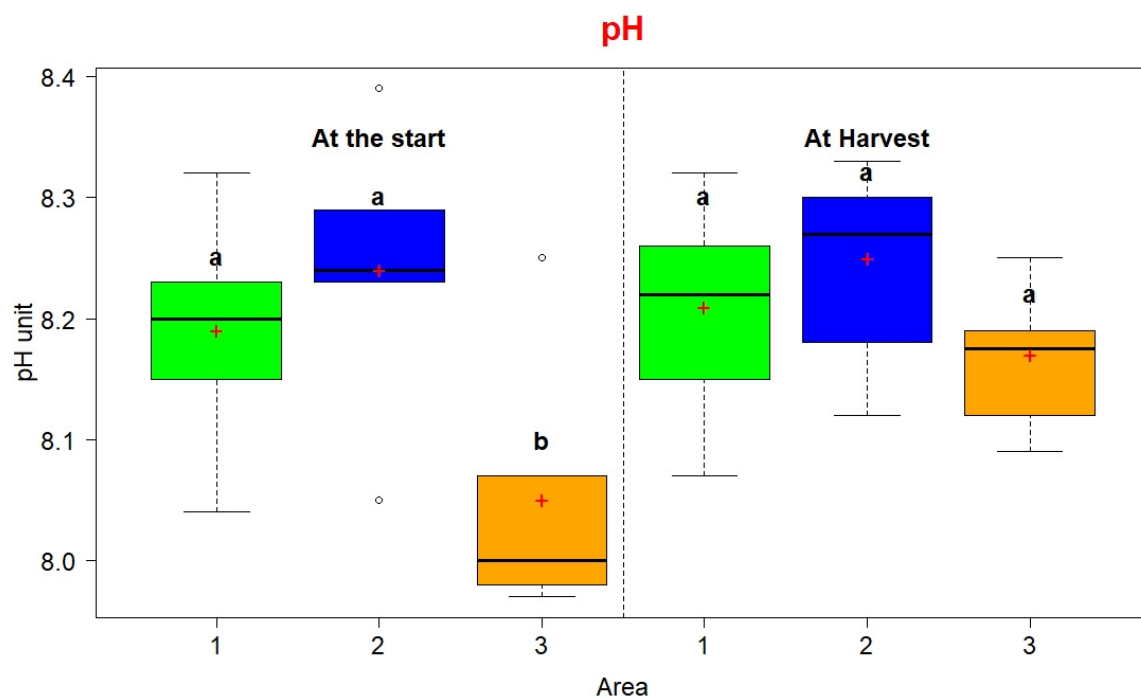 pH
8.4
8.3
8.2
8.1
8.0
pH unit
At the start
At Harvest
a
a
b
a
a
a
1
2
3
1
2
3
Area